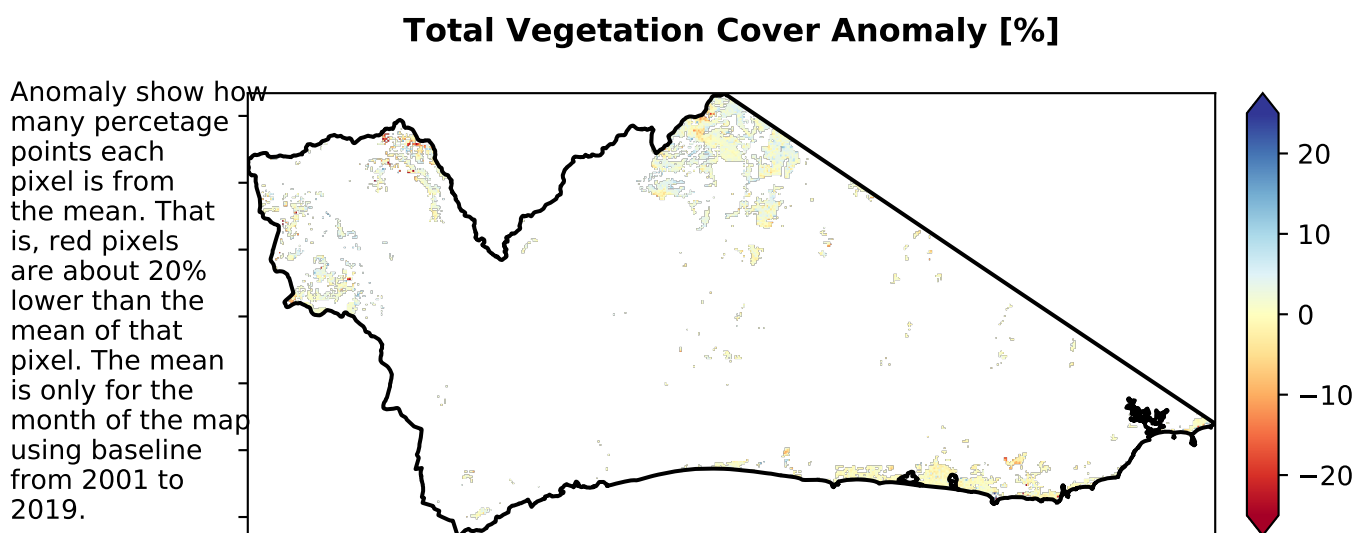 Total Vegetation Cover Anomaly [%]
Anomaly show how
many percetage
points each
pixel is from
the mean. That
is, red pixels
are about 20%
lower than the
mean of that
pixel. The mean
is only for the
month of the map
using baseline
from 2001 to
2019.
20
10
0
−10
−20